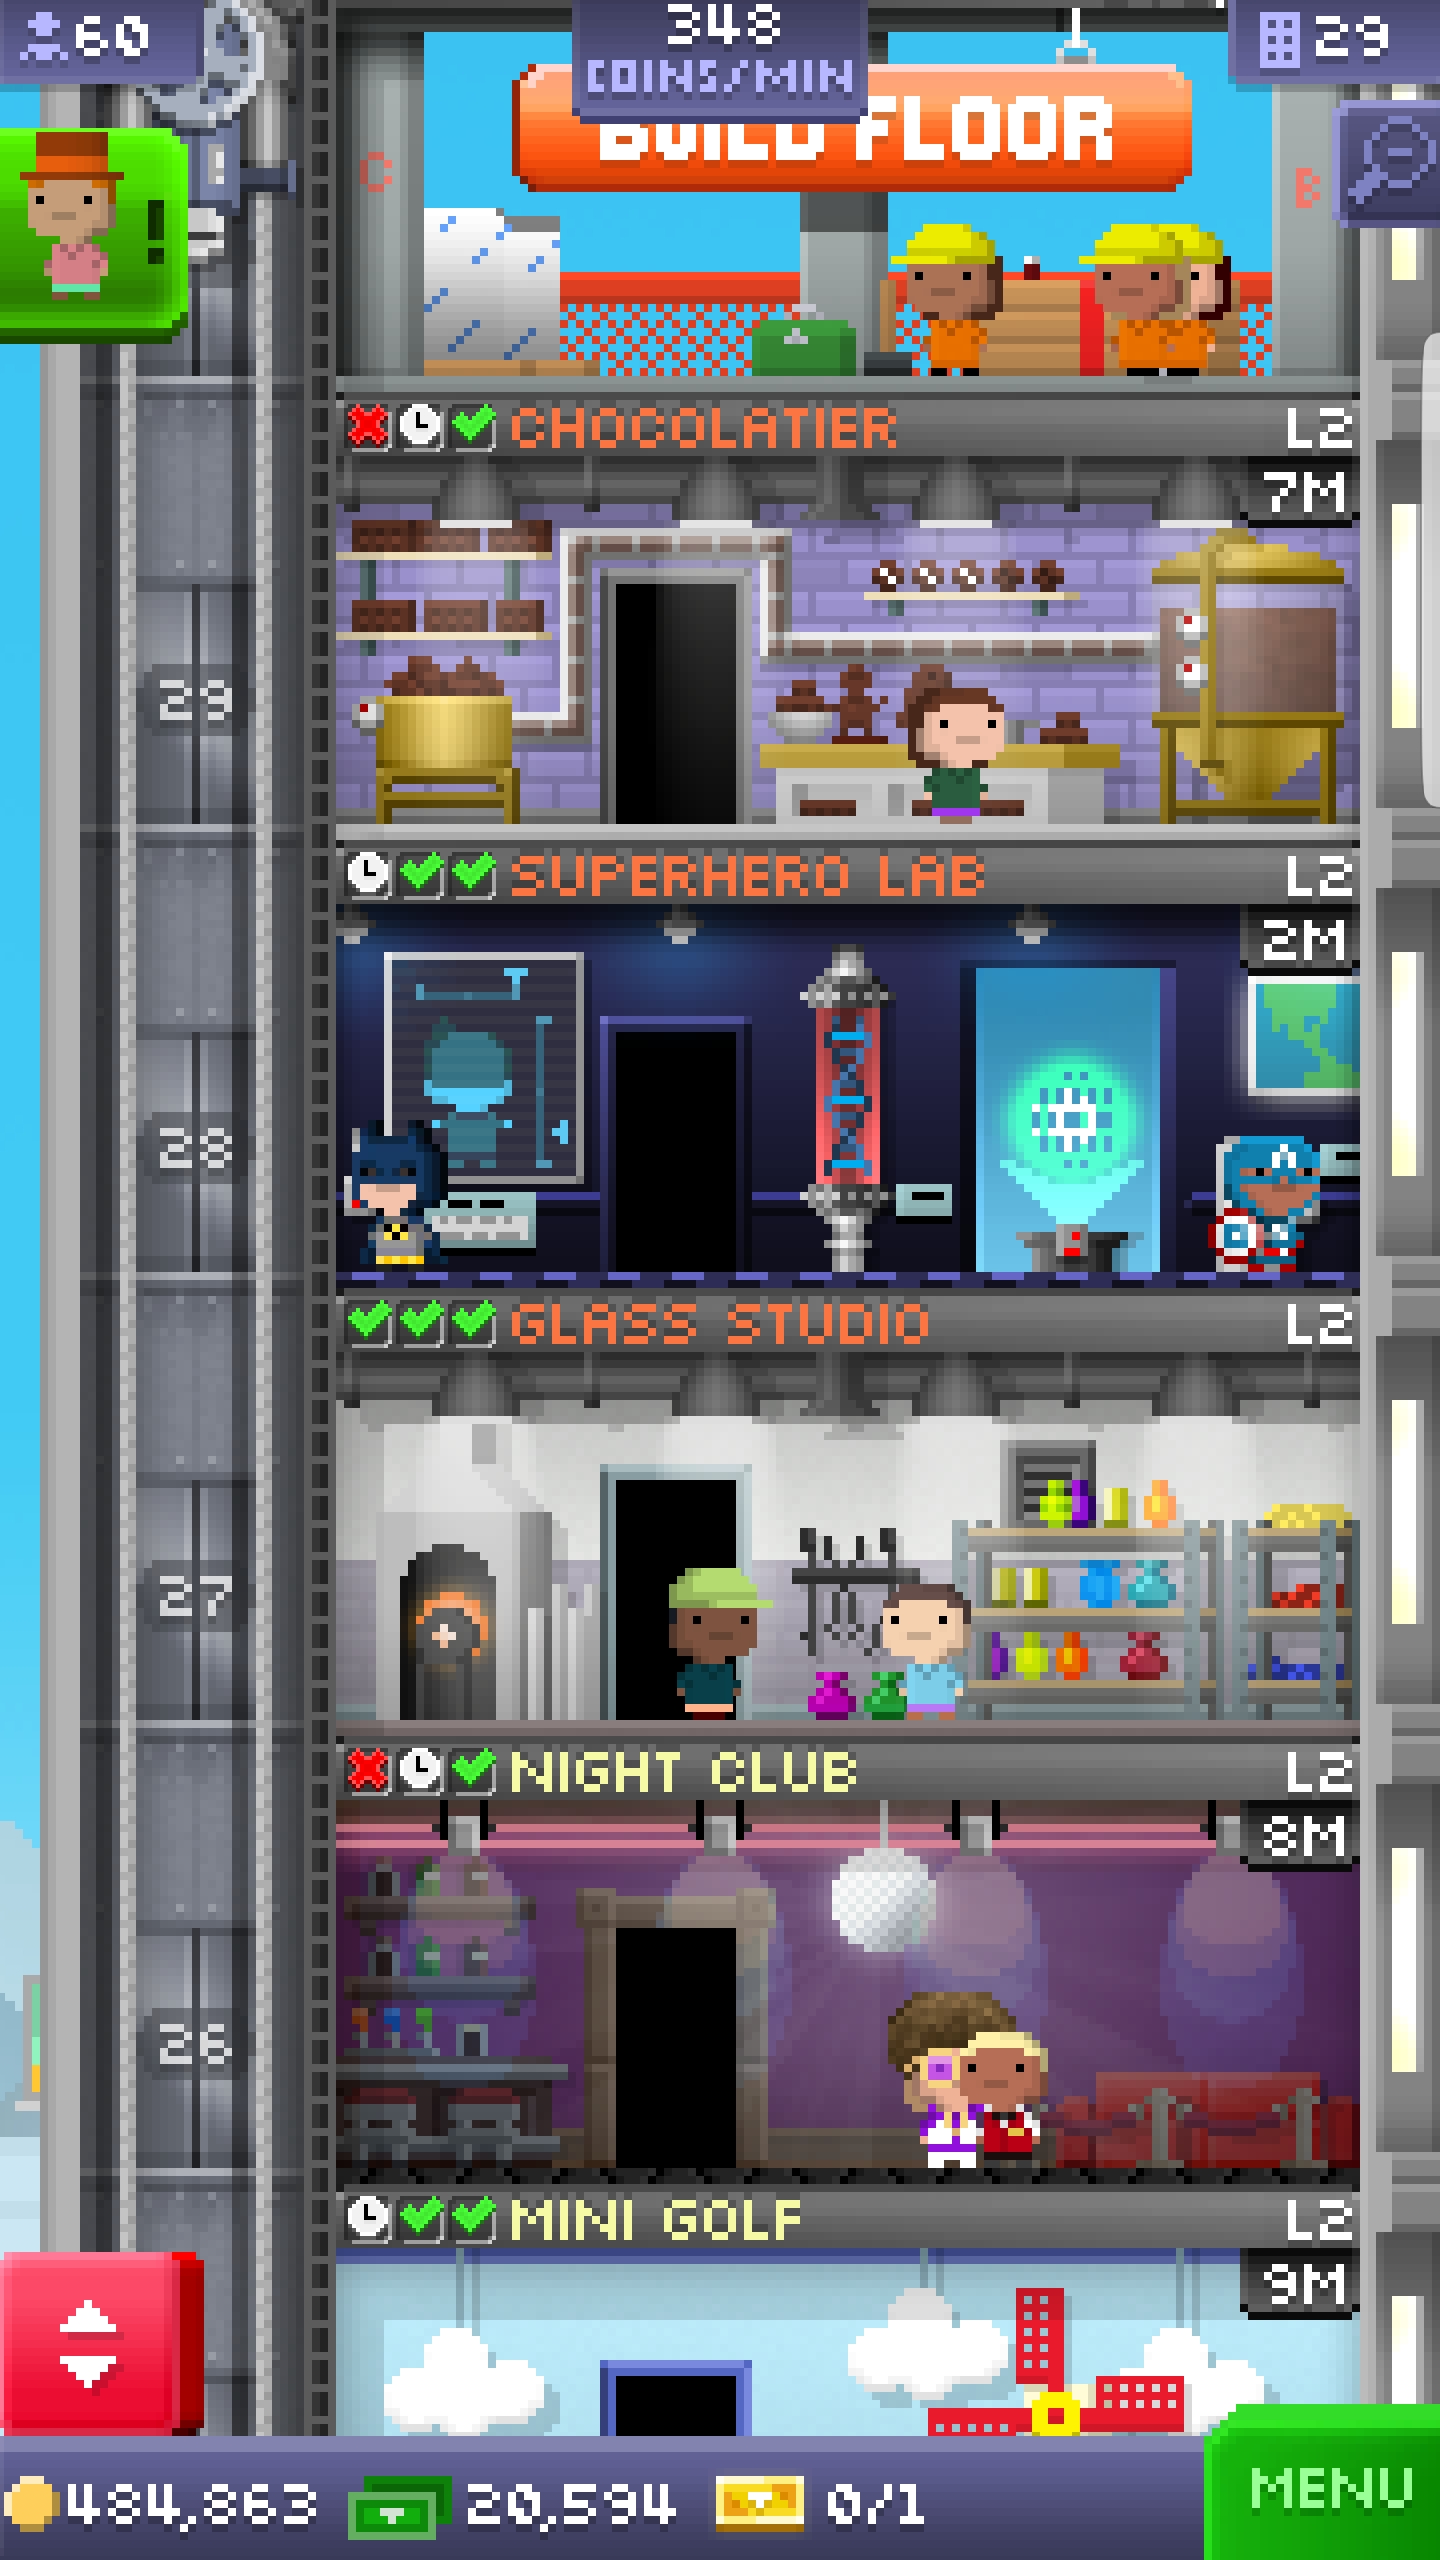 60
348
COINS/MIN
29
BUILD FLOOR
C
B
CHOCOLATIER L2
7M
29
SUPERHERO LAB L2
2M
28
GLASS STUDIO L2
27
NIGHT CLUB L2
8M
26
MINI GOLF L2
9M
484,863 20,594 0/1
MENU